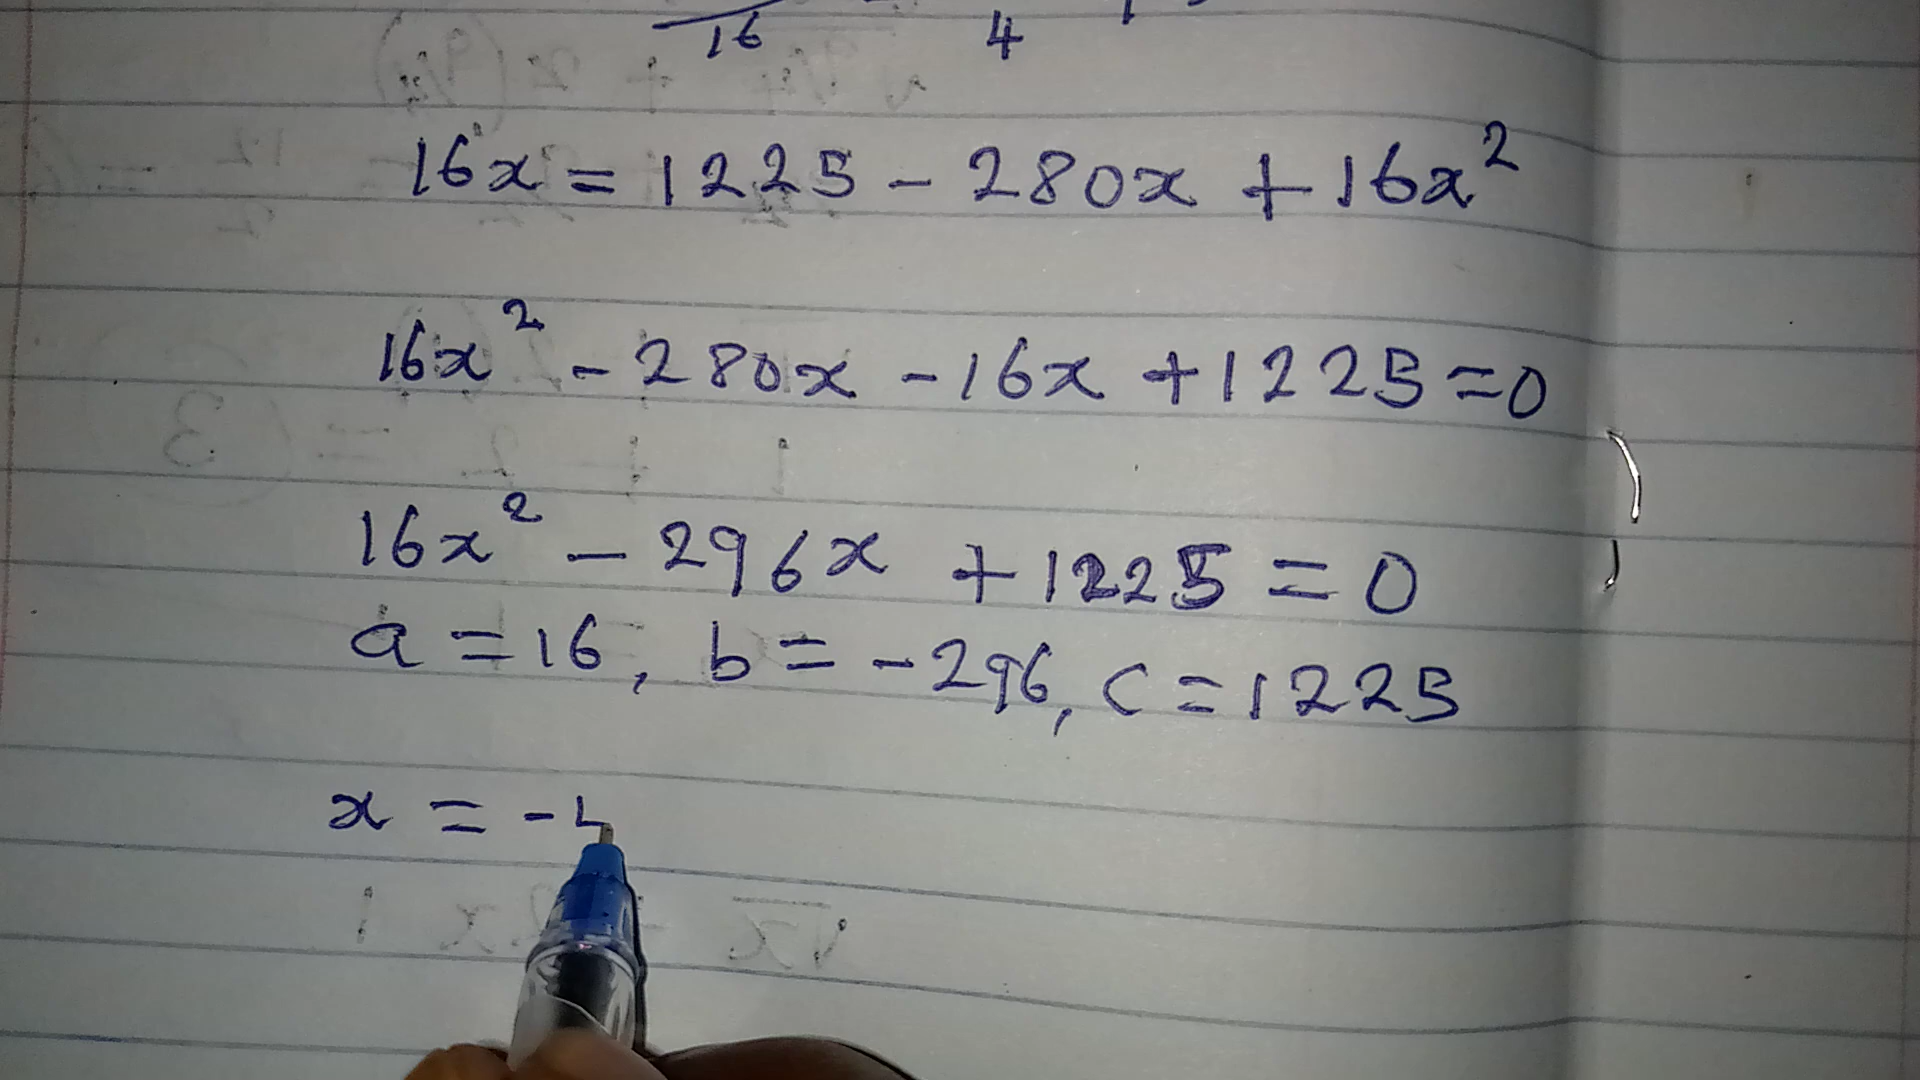 16 4
16x = 1225 - 280x + 16x²
16x² - 280x - 16x + 1225 = 0
16x² - 296x + 1225 = 0
a = 16, b = -296, c = 1225
x = -